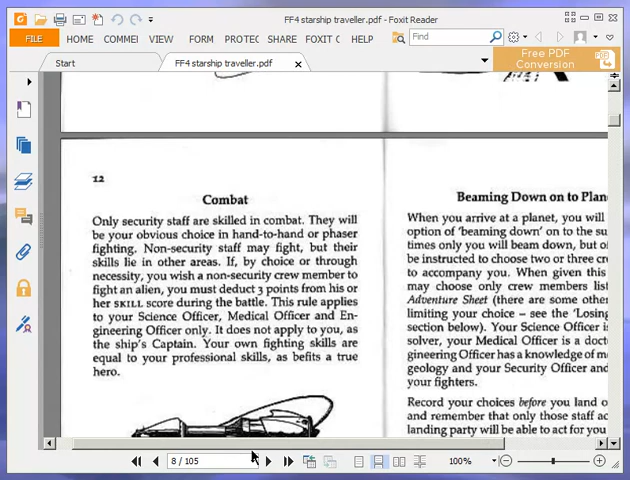 FF4 starship traveller.pdf - Foxit Reader
FILE HOME COMMEI VIEW FORM PROTEC SHARE FOXIT C Find
Start FF4 starship traveller.pdf Free PDF Conversion
12
Combat
Only security staff are skilled in combat. They will
be your obvious choice in hand-to-hand or phaser
fighting. Non-security staff may fight, but their
skills lie in other areas. If, by choice or through
necessity, you wish a non-security crew member to
fight an alien, you must deduct 3 points from his or
her SKILL score during the battle. This rule applies
to your Science Officer, Medical Officer and En-
gineering Officer only. It does not apply to you, as
the ship's Captain. Your own fighting skills are
equal to your professional skills, as befits a true
hero.
Beaming Down on to Plan
When you arrive at a planet, you will
option of 'beaming down' on to the su
times only you will beam down, but o
be instructed to choose two or three cr
to accompany you. When given this
may choose only crew members list
Adventure Sheet (there are some other
limiting your choice – see the 'Losing
section below). Your Science Officer is
solver, your Medical Officer is a docto
gineering Officer has a knowledge of m
geology and your Security Officer and
your fighters.
Record your choices before you land o
and remember that only those staff ac
landing party will be able to act for you
8 / 105 100%